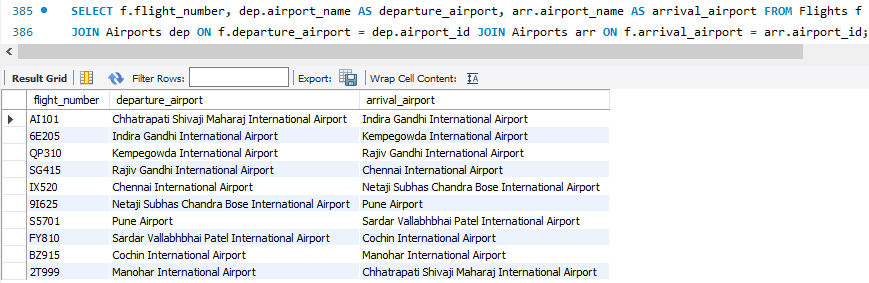 385 SELECT f.flight_number, dep.airport_name AS departure_airport, arr.airport_name AS arrival_airport FROM Flights f
386 JOIN Airports dep ON f.departure_airport = dep.airport_id JOIN Airports arr ON f.arrival_airport = arr.airport_id;
Result Grid Filter Rows: Export: Wrap Cell Content: IA
flight_number departure_airport arrival_airport
AI101 Chhatrapati Shivaji Maharaj International Airport Indira Gandhi International Airport
6E205 Indira Gandhi International Airport Kempegowda International Airport
QP310 Kempegowda International Airport Rajiv Gandhi International Airport
SG415 Rajiv Gandhi International Airport Chennai International Airport
IX520 Chennai International Airport Netaji Subhas Chandra Bose International Airport
9I625 Netaji Subhas Chandra Bose International Airport Pune Airport
S5701 Pune Airport Sardar Vallabhbhai Patel International Airport
FY810 Sardar Vallabhbhai Patel International Airport Cochin International Airport
BZ915 Cochin International Airport Manohar International Airport
2T999 Manohar International Airport Chhatrapati Shivaji Maharaj International Airport